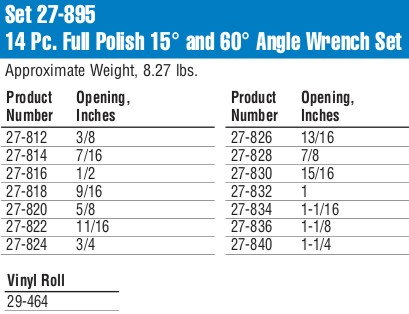 Set 27-895
14 Pc. Full Polish 15° and 60° Angle Wrench Set
Approximate Weight, 8.27 lbs.
Product Number Opening, Inches
27-812 3/8
27-814 7/16
27-816 1/2
27-818 9/16
27-820 5/8
27-822 11/16
27-824 3/4
Product Number Opening, Inches
27-826 13/16
27-828 7/8
27-830 15/16
27-832 1
27-834 1-1/16
27-836 1-1/8
27-840 1-1/4
Vinyl Roll
29-464